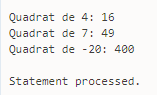 Quadrat de 4: 16
Quadrat de 7: 49
Quadrat de -20: 400
Statement processed.